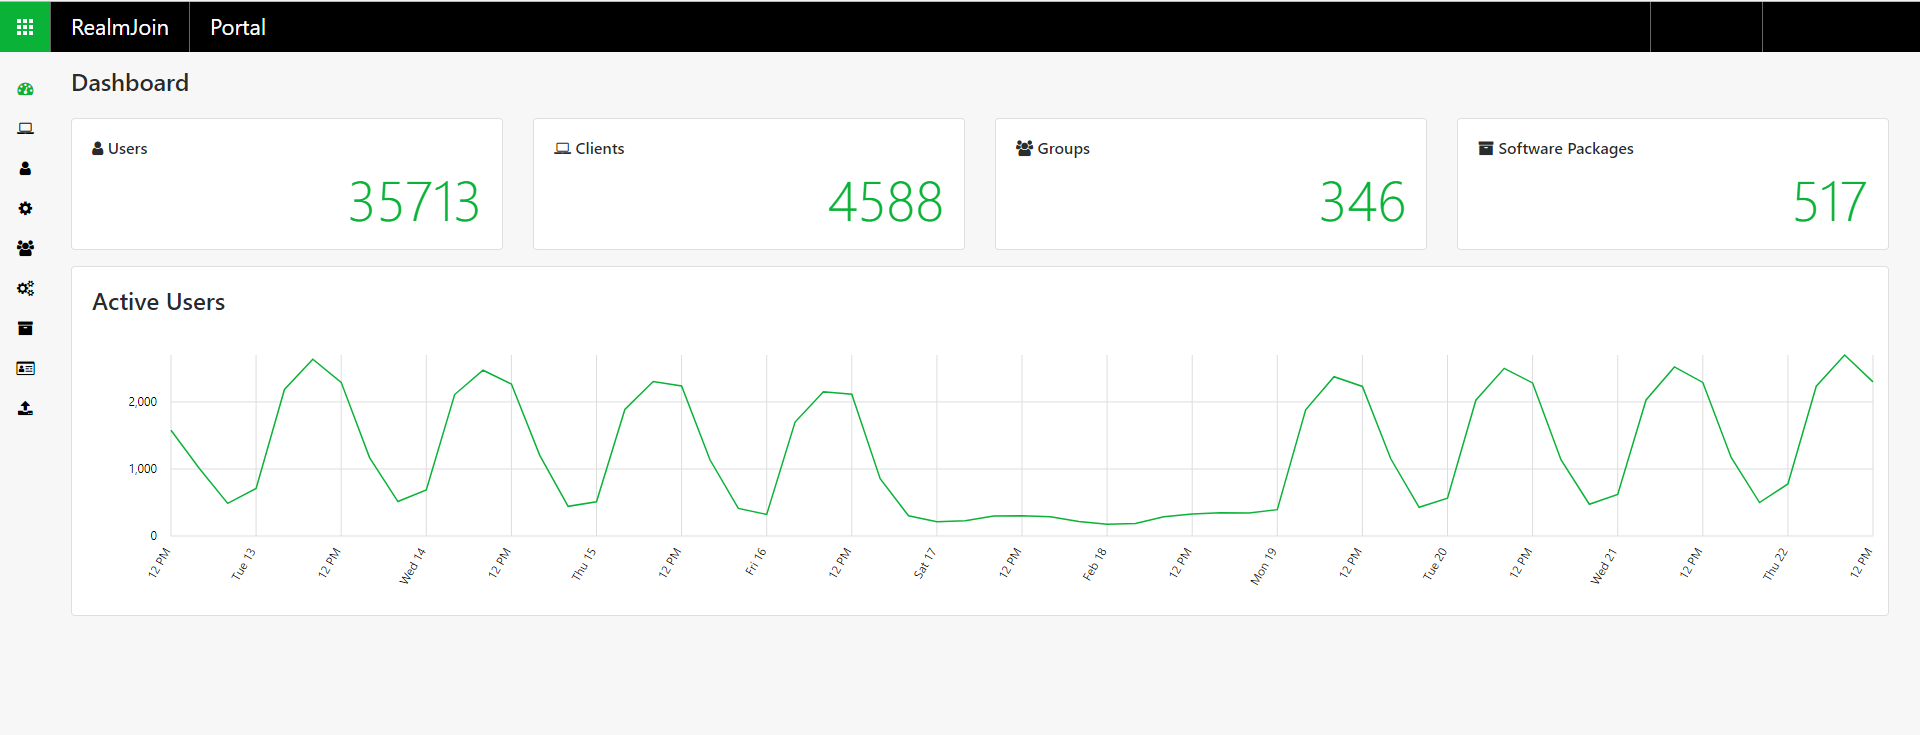 RealmJoin Portal
Dashboard
Users
35713
Clients
4588
Groups
346
Software Packages
517
Active Users
2,000
1,000
0
12 PM
Tue 13
12 PM
Wed 14
12 PM
Thu 15
12 PM
Fri 16
12 PM
Sat 17
12 PM
Feb 18
12 PM
Mon 19
12 PM
Tue 20
12 PM
Wed 21
12 PM
Thu 22
12 PM